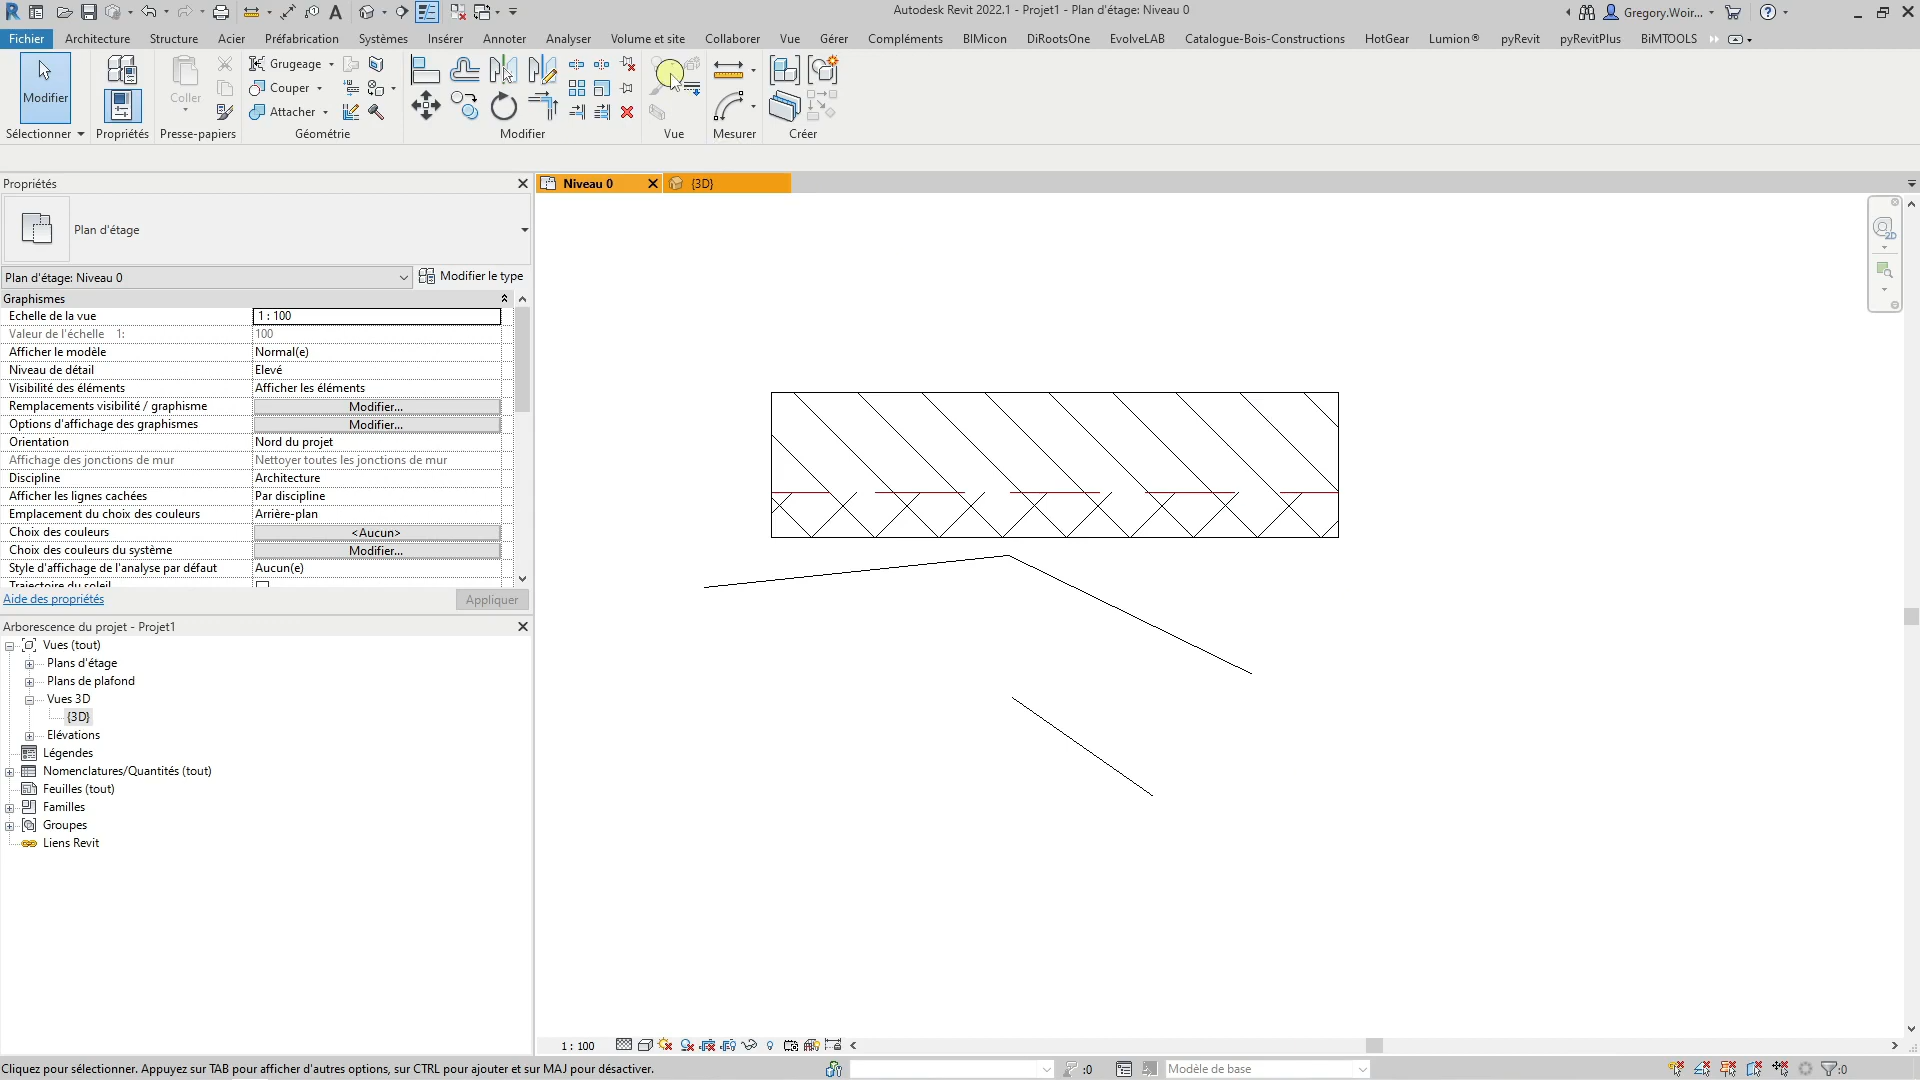 Autodesk Revit 2022.1 - Projet1 - Plan d'étage: Niveau 0
Gregory.Woir...
Fichier Architecture Structure Acier Préfabrication Systèmes Insérer Annoter Analyser Volume et site Collaborer Vue Gérer Compléments BIMicon DiRootsOne EvolveLAB Catalogue-Bois-Constructions HotGear Lumion® pyRevit pyRevitPlus BiMTOOLS
Modifier
Coller
Grugeage
Couper
Attacher
Sélectionner Propriétés Presse-papiers Géométrie Modifier Vue Mesurer Créer
Propriétés
Plan d'étage
Plan d'étage: Niveau 0 Modifier le type
Graphismes
Echelle de la vue 1 : 100
Valeur de l'échelle 1: 100
Afficher le modèle Normal(e)
Niveau de détail Elevé
Visibilité des éléments Afficher les éléments
Remplacements visibilité / graphisme Modifier...
Options d'affichage des graphismes Modifier...
Orientation Nord du projet
Affichage des jonctions de mur Nettoyer toutes les jonctions de mur
Discipline Architecture
Afficher les lignes cachées Par discipline
Emplacement du choix des couleurs Arrière-plan
Choix des couleurs <Aucun>
Choix des couleurs du système Modifier...
Style d'affichage de l'analyse par défaut Aucun(e)
Trajectoire du soleil
Aide des propriétés Appliquer
Arborescence du projet - Projet1
Vues (tout)
Plans d'étage
Plans de plafond
Vues 3D
{3D}
Elévations
Légendes
Nomenclatures/Quantités (tout)
Feuilles (tout)
Familles
Groupes
Liens Revit
Niveau 0 {3D}
2D
1 : 100
Cliquez pour sélectionner. Appuyez sur TAB pour afficher d'autres options, sur CTRL pour ajouter et sur MAJ pour désactiver.
:0
Modèle de base
:0